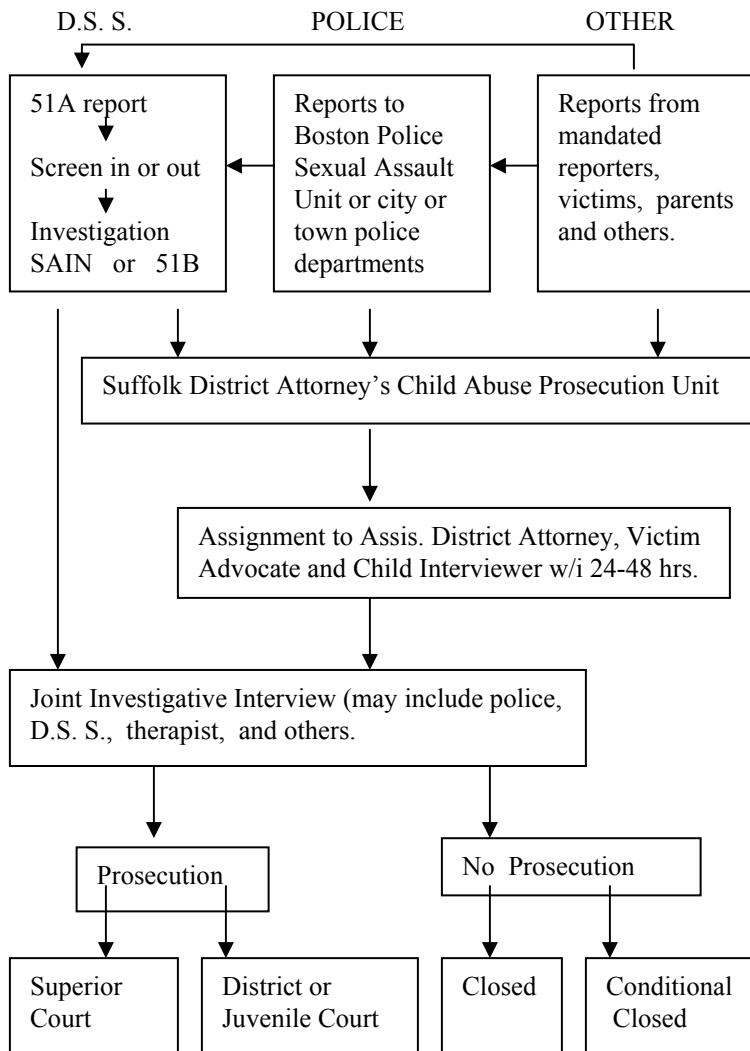 D.S. S. POLICE OTHER
51A report
Screen in or out
Investigation
SAIN or 51B
Reports to
Boston Police
Sexual Assault
Unit or city or
town police
departments
Reports from
mandated
reporters,
victims, parents
and others.
Suffolk District Attorney’s Child Abuse Prosecution Unit
Assignment to Assis. District Attorney, Victim
Advocate and Child Interviewer w/i 24-48 hrs.
Joint Investigative Interview (may include police,
D.S. S., therapist, and others.
Prosecution
No Prosecution
Superior
Court
District or
Juvenile Court
Closed
Conditional
Closed